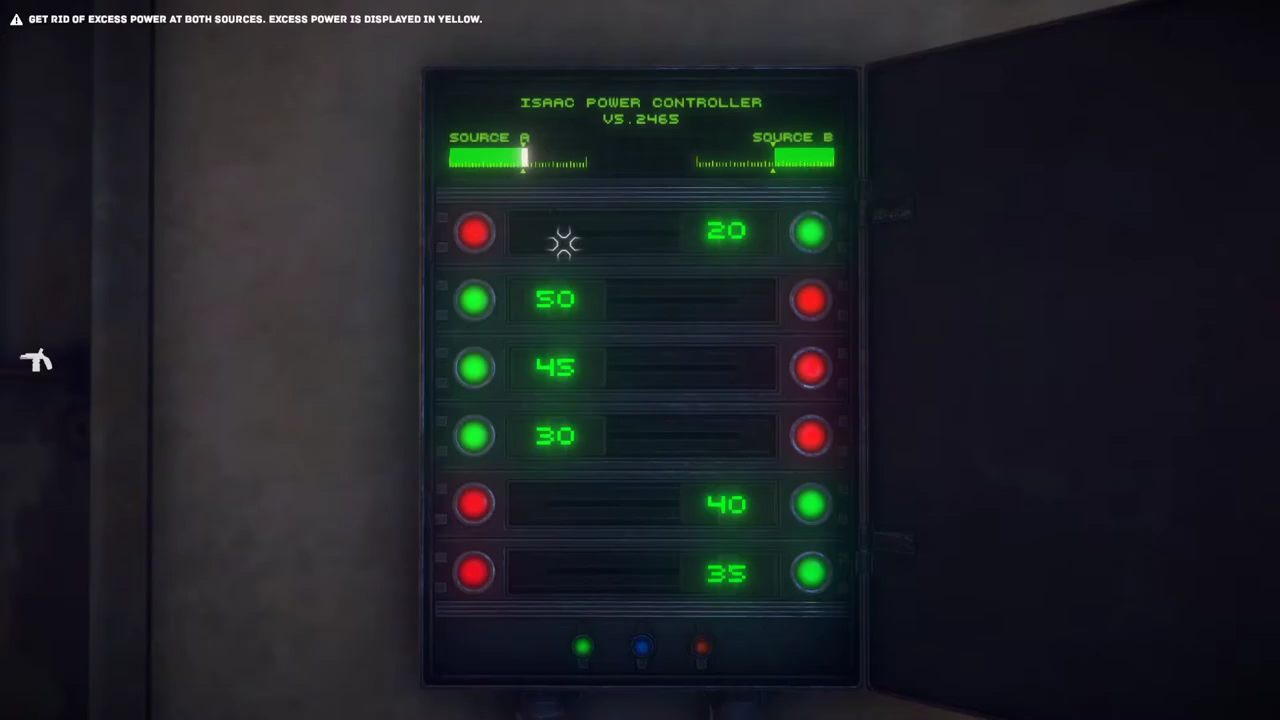 GET RID OF EXCESS POWER AT BOTH SOURCES. EXCESS POWER IS DISPLAYED IN YELLOW.
ISAAC POWER CONTROLLER
V5.2465
SOURCE A SOURCE B
20
50
45
30
40
35